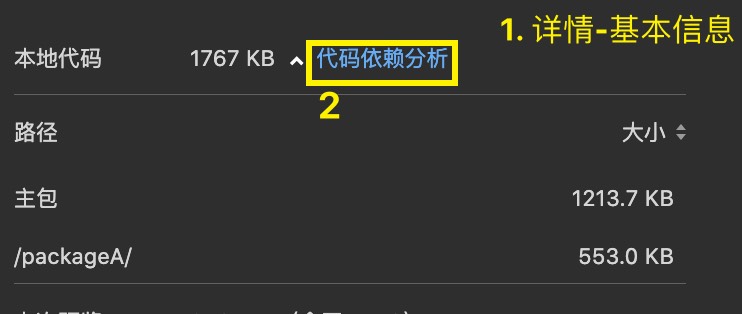 1. 详情-基本信息
本地代码 1767 KB 代码依赖分析
2
路径 大小
主包 1213.7 KB
/packageA/ 553.0 KB